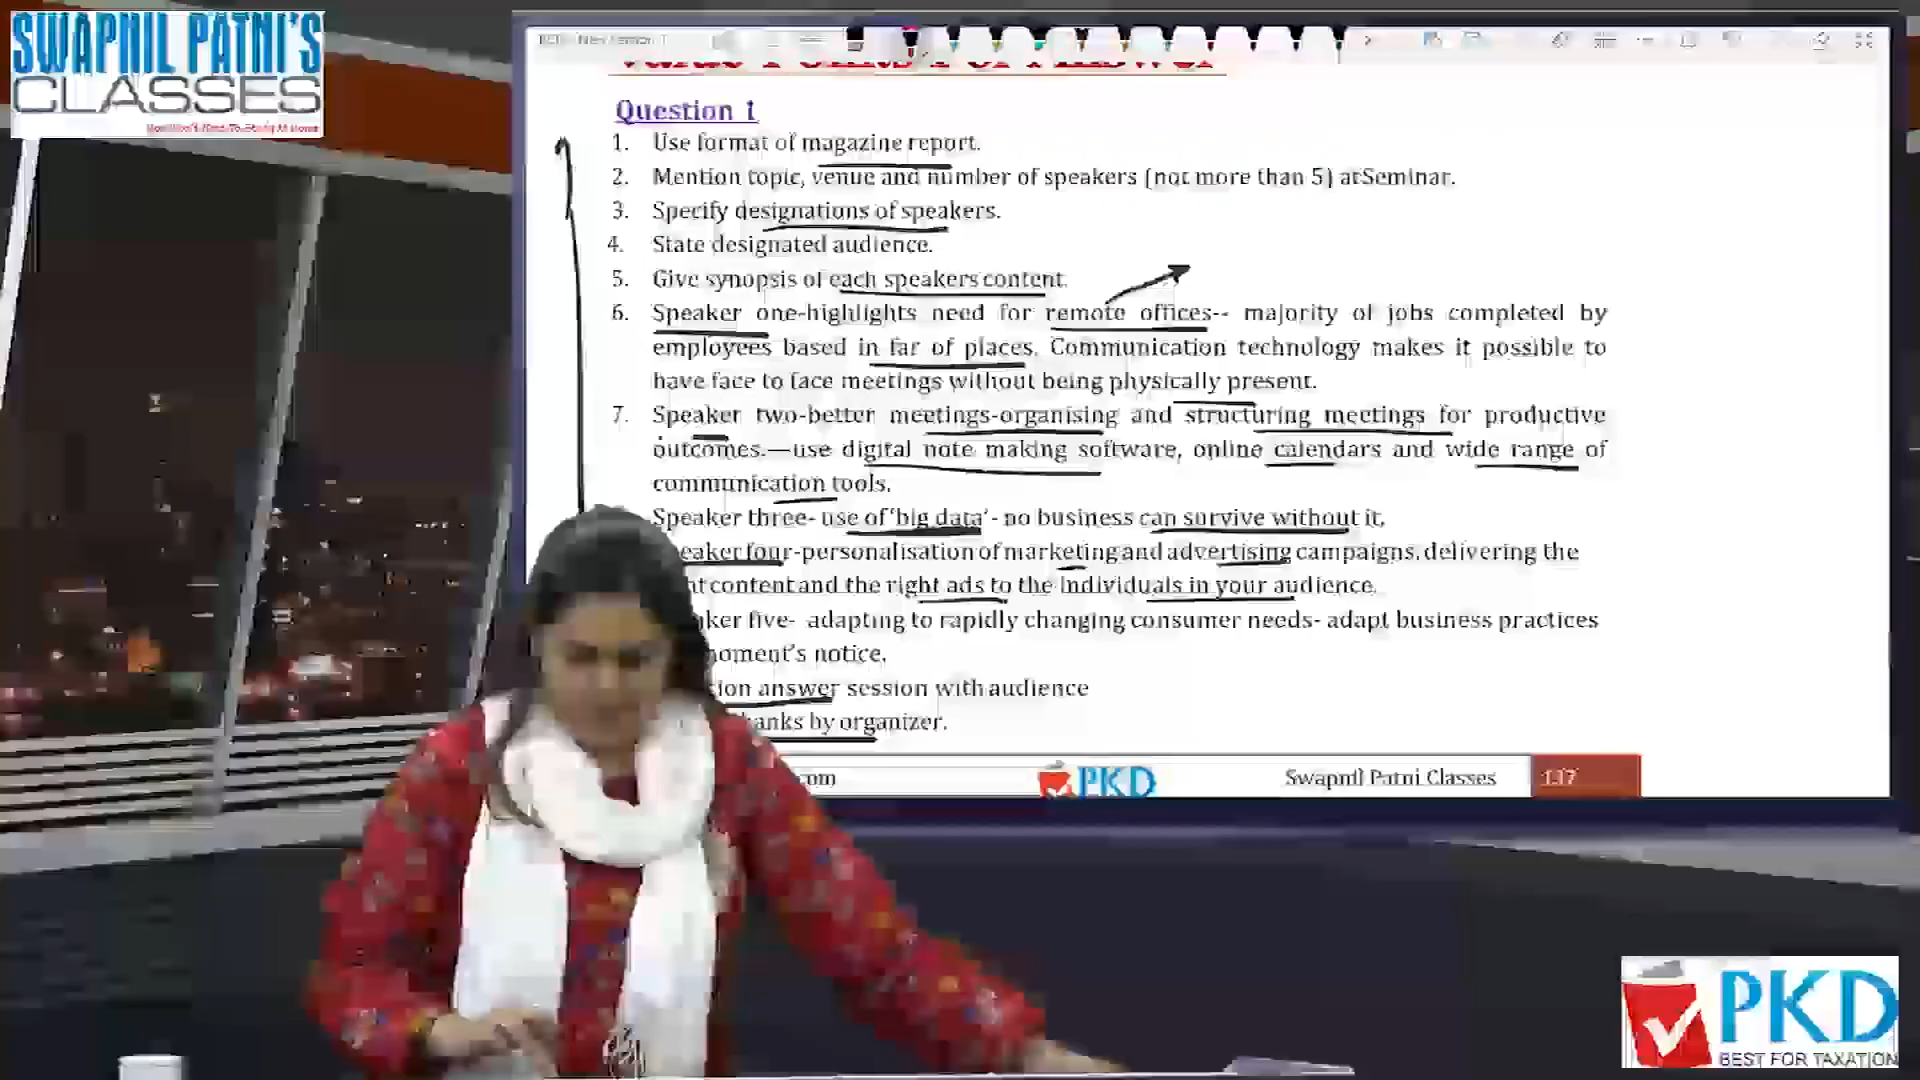 SWAPNIL PATNI'S
CLASSES
Question 1
1. Use format of magazine report.
2. Mention topic, venue and number of speakers (not more than 5) atSeminar.
3. Specify designations of speakers.
4. State designated audience.
5. Give synopsis of each speakers content.
6. Speaker one-highlights need for remote offices-- majority of jobs completed by
employees based in far of places. Communication technology makes it possible to
have face to face meetings without being physically present.
7. Speaker two-better meetings-organising and structuring meetings for productive
outcomes.—use digital note making software, online calendars and wide range of
communication tools.
Speaker three- use of 'big data'- no business can survive without it.
four-personalisation of marketing and advertising campaigns, delivering the
content and the right ads to the individuals in your audience.
five- adapting to rapidly changing consumer needs- adapt business practices
moment's notice.
answer session with audience
by organizer.
PKD
Swapnil Patni Classes
137
PKD
BEST FOR TAXATION